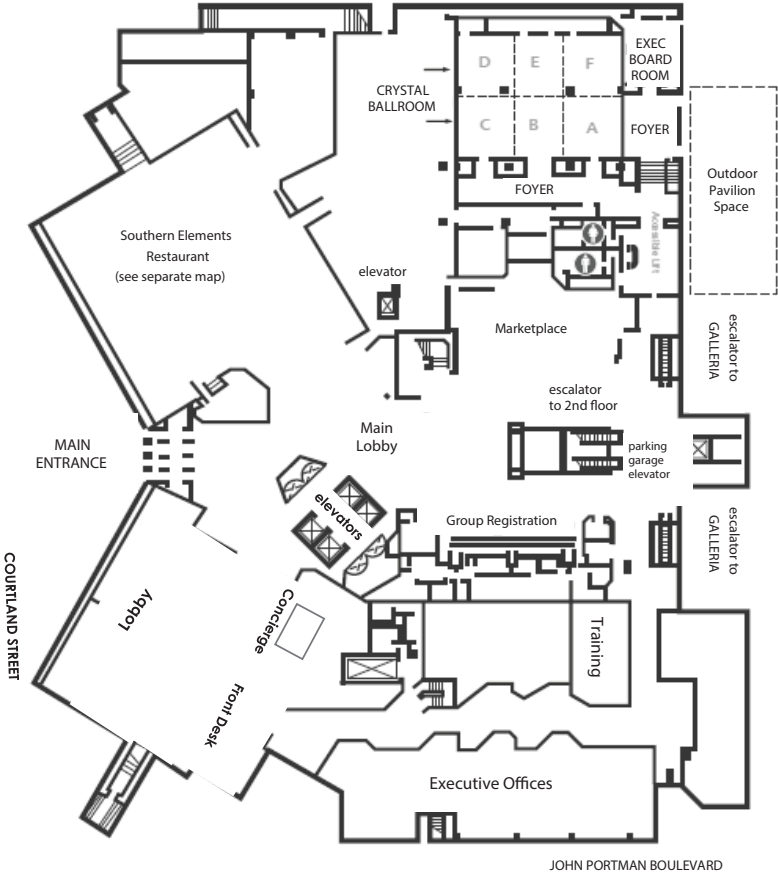 EXEC
BOARD
ROOM
D E F
CRYSTAL
BALLROOM
C B A
FOYER
FOYER
Outdoor
Pavilion
Space
Accessible Lift
Southern Elements
Restaurant
(see separate map)
elevator
Marketplace
escalator to
GALLERIA
escalator
to 2nd floor
Main
Lobby
MAIN
ENTRANCE
parking
garage
elevator
elevators
Group Registration
escalator to
GALLERIA
COURTLAND STREET
Lobby
Concierge
Training
Front Desk
Executive Offices
JOHN PORTMAN BOULEVARD